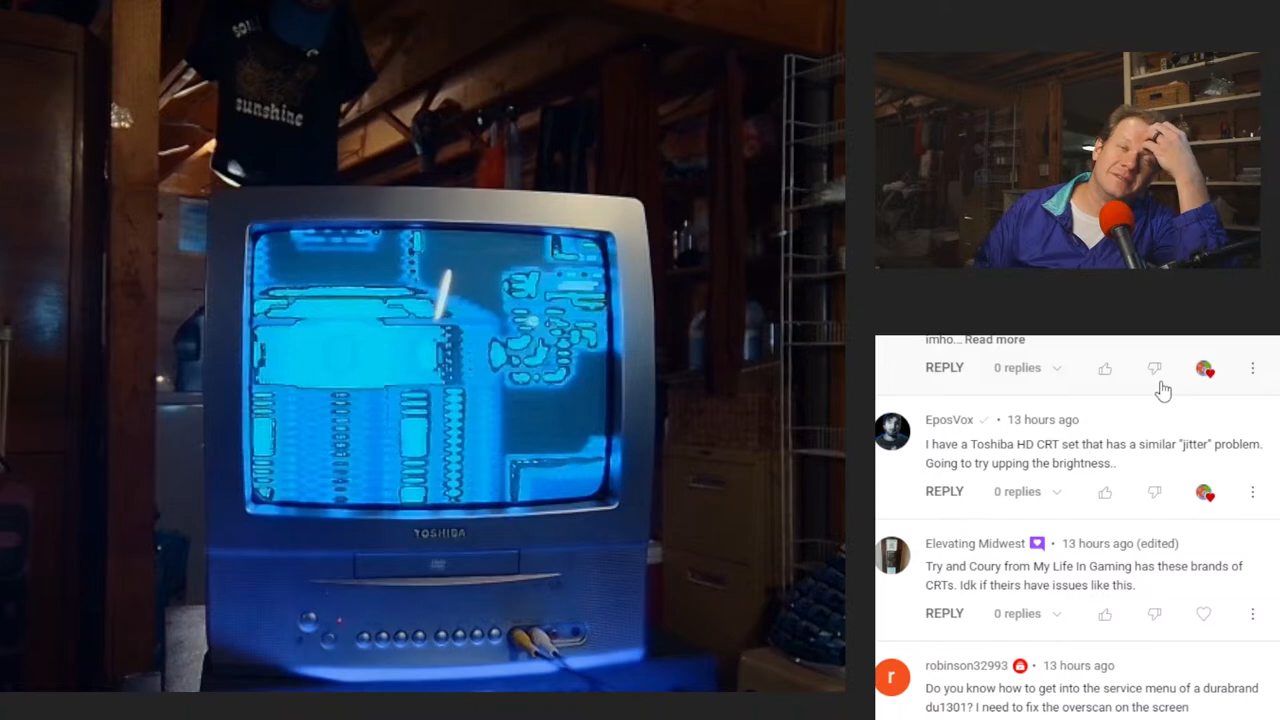 sunshine
TOSHIBA
imho... Read more
REPLY 0 replies
EposVox • 13 hours ago
I have a Toshiba HD CRT set that has a similar "jitter" problem.
Going to try upping the brightness..
REPLY 0 replies
Elevating Midwest • 13 hours ago (edited)
Try and Coury from My Life In Gaming has these brands of
CRTs. Idk if theirs have issues like this.
REPLY 0 replies
r
robinson32993 • 13 hours ago
Do you know how to get into the service menu of a durabrand
du1301? I need to fix the overscan on the screen